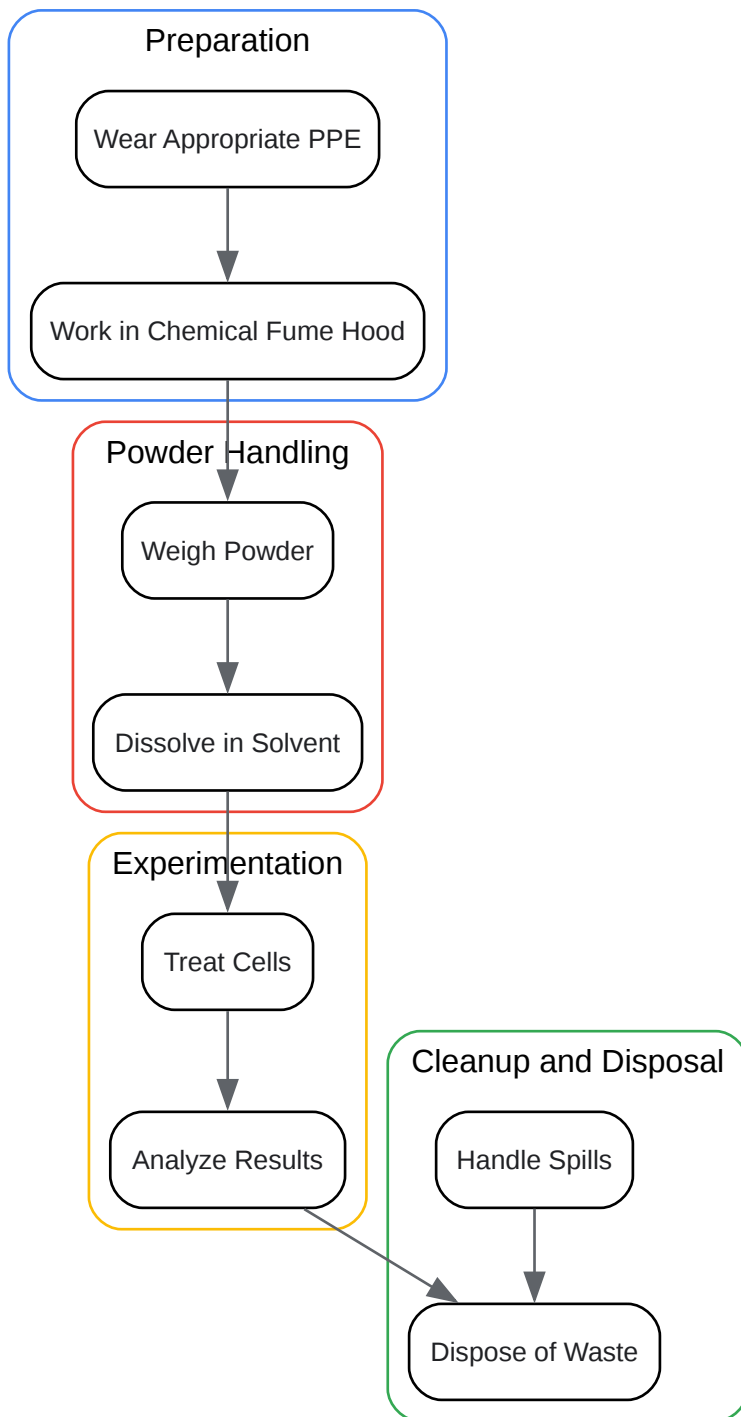 Preparation
Wear Appropriate PPE
Work in Chemical Fume Hood
Powder Handling
Weigh Powder
Dissolve in Solvent
Experimentation
Treat Cells
Analyze Results
Cleanup and Disposal
Handle Spills
Dispose of Waste